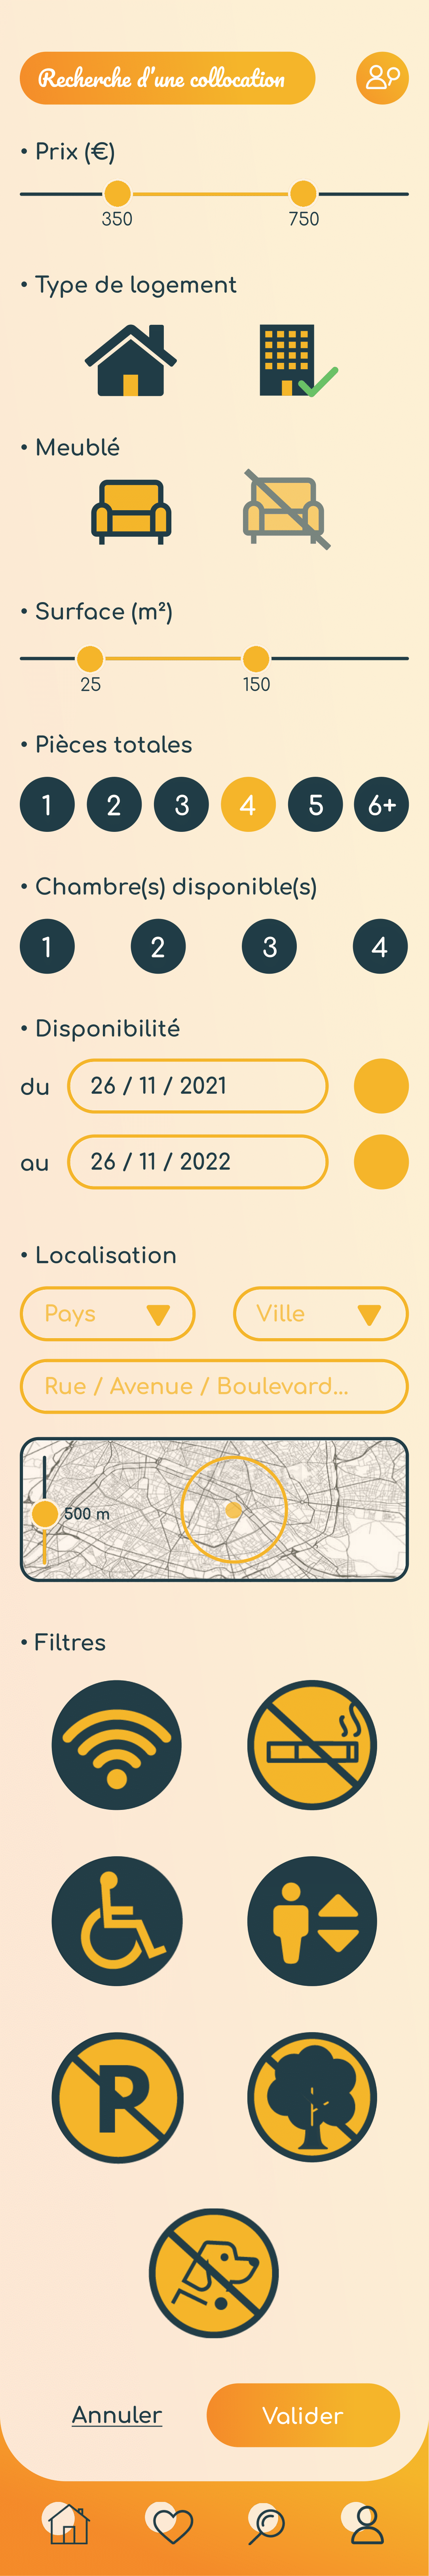 Recherche d'une collocation
• Prix (€)
350 750
• Type de logement
• Meublé
• Surface (m²)
25 150
• Pièces totales
1 2 3 4 5 6+
• Chambre(s) disponible(s)
1 2 3 4
• Disponibilité
du 26 / 11 / 2021
au 26 / 11 / 2022
• Localisation
Pays Ville
Rue / Avenue / Boulevard...
500 m
• Filtres
P
Annuler Valider